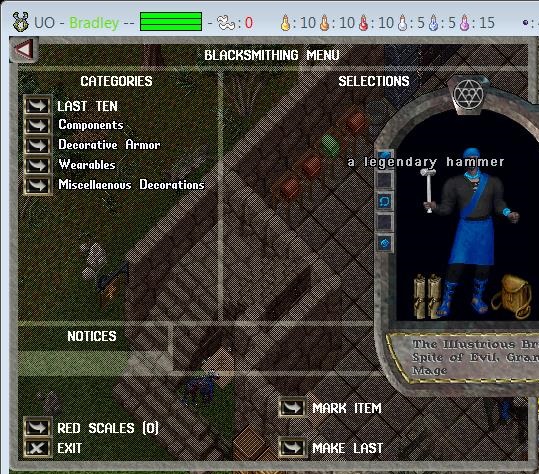 UO - Bradley -- - : 0 : 10 : 10 : 10 : 5 : 5 : 15 :
BLACKSMITHING MENU
CATEGORIES
SELECTIONS
LAST TEN
Components
Decorative Armor
Wearables
Miscellaenous Decorations
a legendary hammer
NOTICES
The Illustrious Br
Spite of Evil, Gran
Mage
MARK ITEM
RED SCALES (0)
EXIT
MAKE LAST